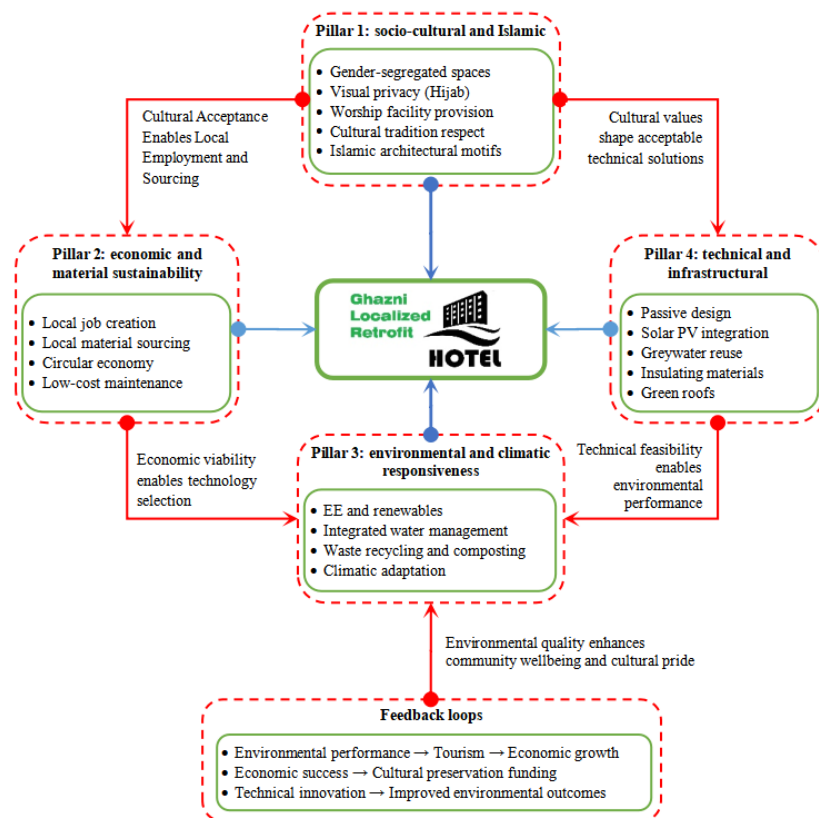 Pillar 1: socio-cultural and Islamic
• Gender-segregated spaces
• Visual privacy (Hijab)
• Worship facility provision
• Cultural tradition respect
• Islamic architectural motifs
Cultural Acceptance
Enables Local
Employment and
Sourcing
Cultural values
shape acceptable
technical solutions
Pillar 2: economic and
material sustainability
• Local job creation
• Local material sourcing
• Circular economy
• Low-cost maintenance
Ghazni
Localized
Retrofit
HOTEL
Pillar 4: technical and
infrastructural
• Passive design
• Solar PV integration
• Greywater reuse
• Insulating materials
• Green roofs
Economic viability
enables technology
selection
Pillar 3: environmental and climatic
responsiveness
• EE and renewables
• Integrated water management
• Waste recycling and composting
• Climatic adaptation
Technical feasibility
enables
environmental
performance
Environmental quality enhances
community wellbeing and cultural pride
Feedback loops
• Environmental performance → Tourism → Economic growth
• Economic success → Cultural preservation funding
• Technical innovation → Improved environmental outcomes